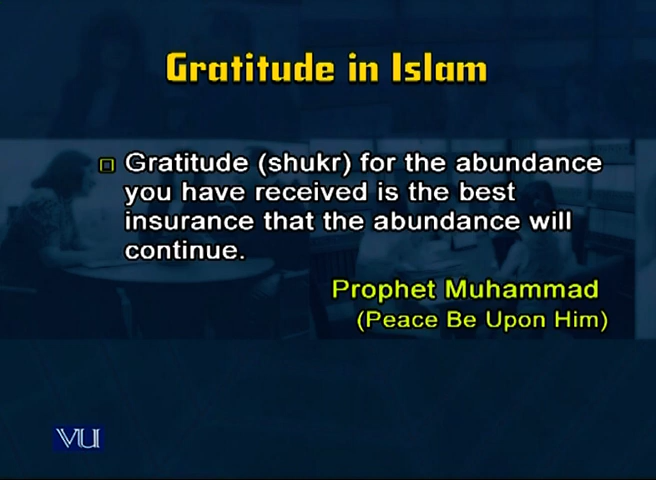 Gratitude in Islam
Gratitude (shukr) for the abundance
you have received is the best
insurance that the abundance will
continue.
Prophet Muhammad
(Peace Be Upon Him)
VU